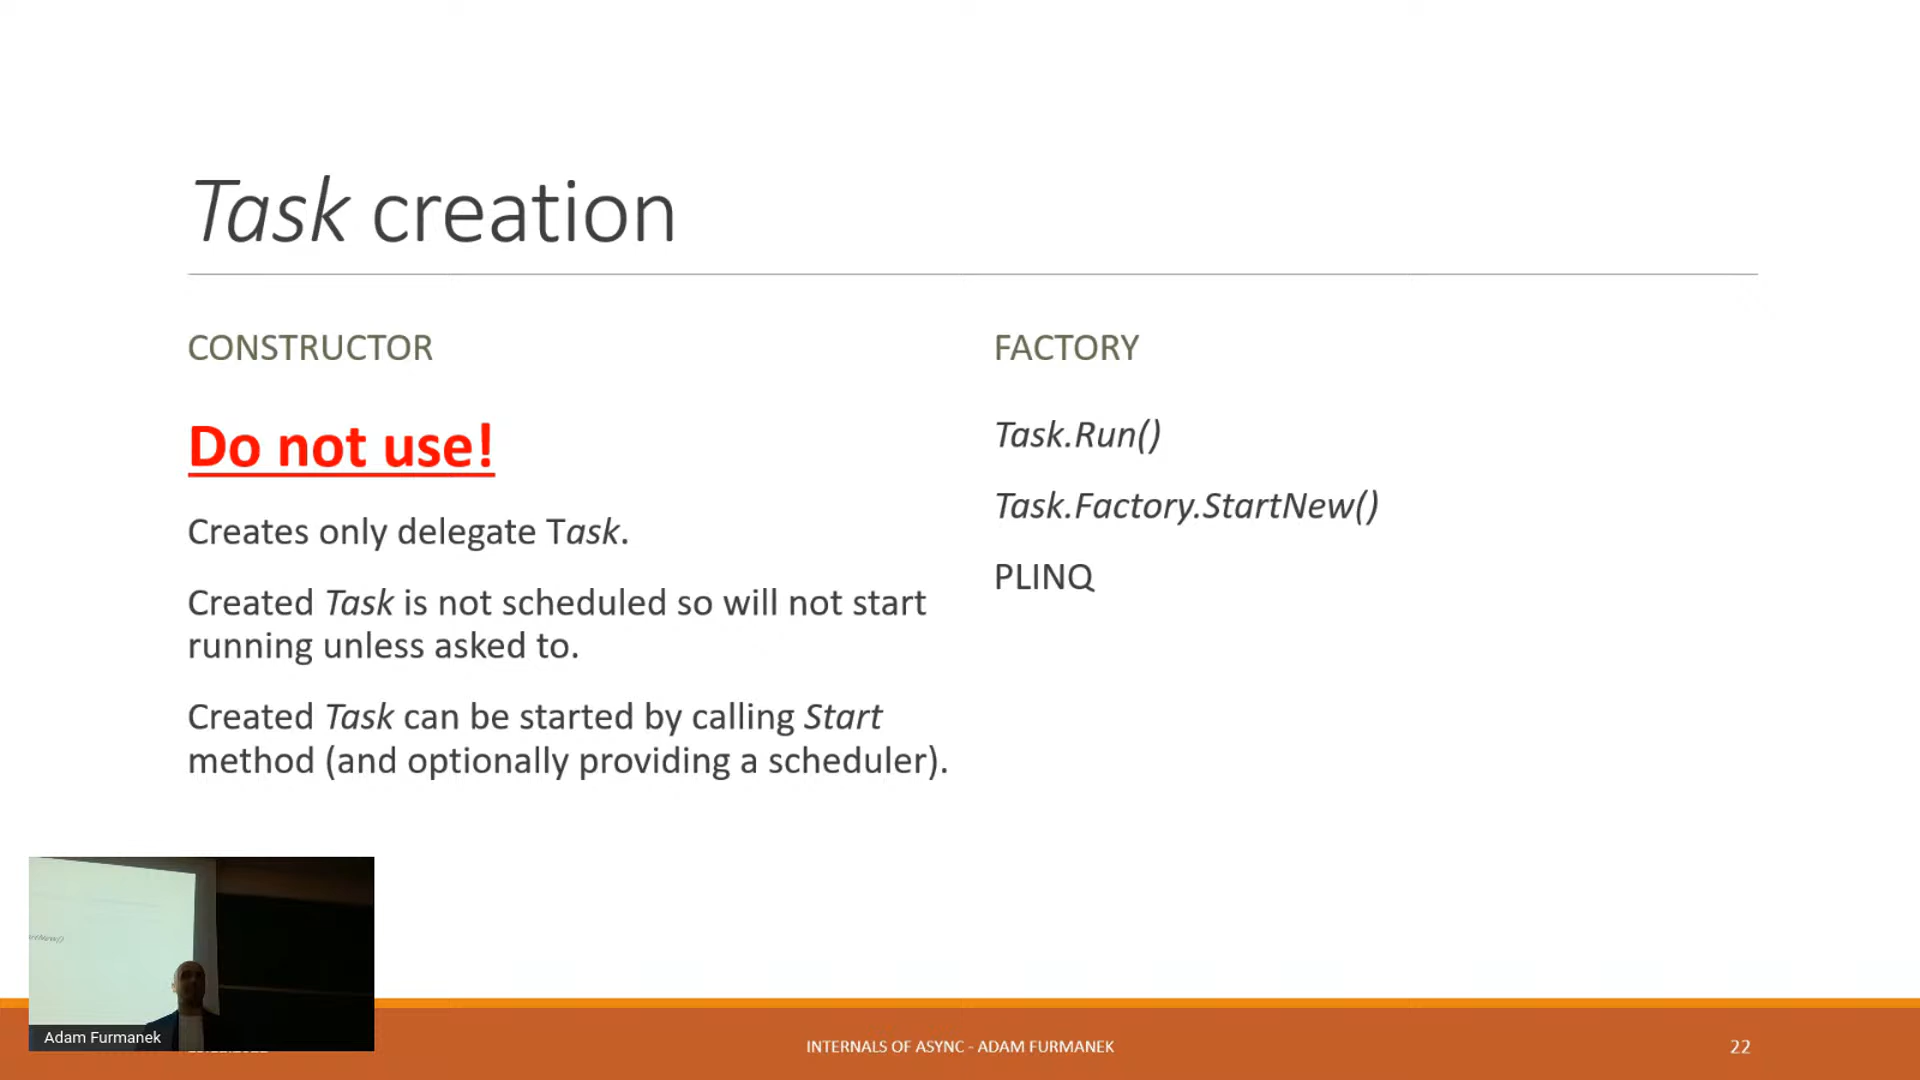 Task creation
CONSTRUCTOR
Do not use!
Creates only delegate Task.
Created Task is not scheduled so will not start
running unless asked to.
Created Task can be started by calling Start
method (and optionally providing a scheduler).
FACTORY
Task.Run()
Task.Factory.StartNew()
PLINQ
Adam Furmanek
INTERNALS OF ASYNC - ADAM FURMANEK
22